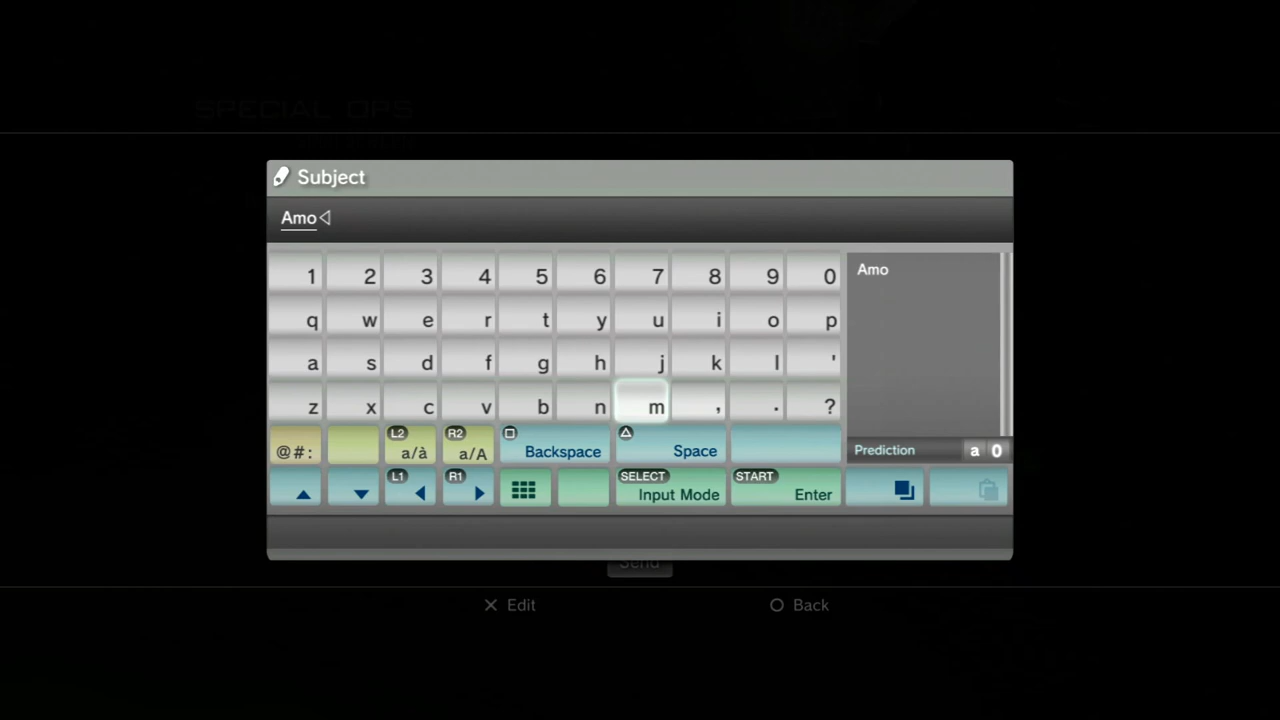 SPECIAL OPS
Subject
Amo
1 2 3 4 5 6 7 8 9 0
Amo
q w e r t y u i o p
a s d f g h j k l '
z x c v b n m , . ?
@#: L2 a/à R2 a/A Backspace Space
Prediction a 0
L1 R1 SELECT Input Mode START Enter
Send
Edit Back